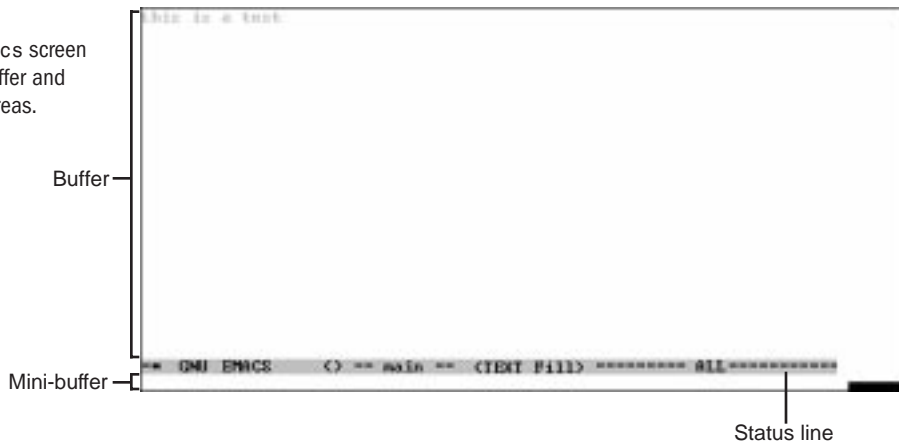 this is a test
cs screen
ffer and
eas.
Buffer
-* GNU EMACS () -- main -- (TEXT Fill) --------- ALL------------
Mini-buffer
Status line